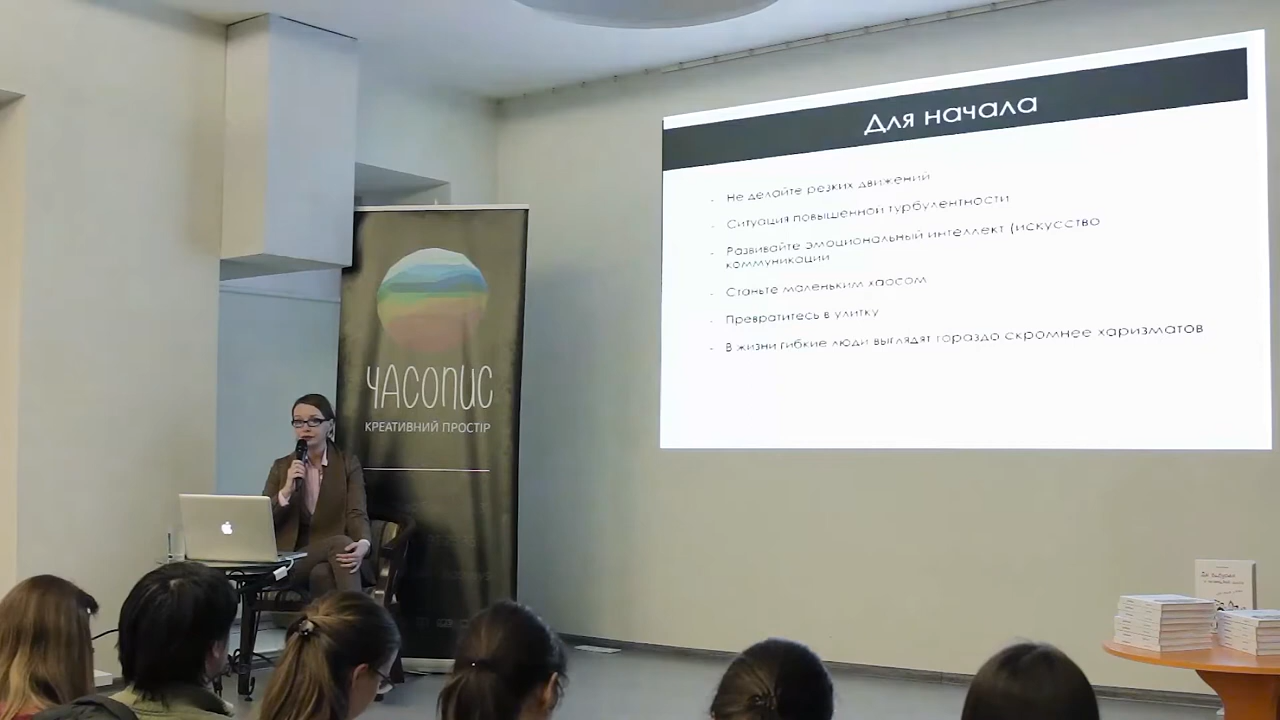 Для начала
- Не делайте резких движений
- Ситуация повышенной турбулентности
- Развивайте эмоциональный интеллект (искусство
коммуникации
- Станьте маленьким хаосом
- Превратитесь в улитку
- В жизни гибкие люди выглядят гораздо скромнее харизматов
ЧАСОПИС
КРЕАТИВНИЙ ПРОСТІР